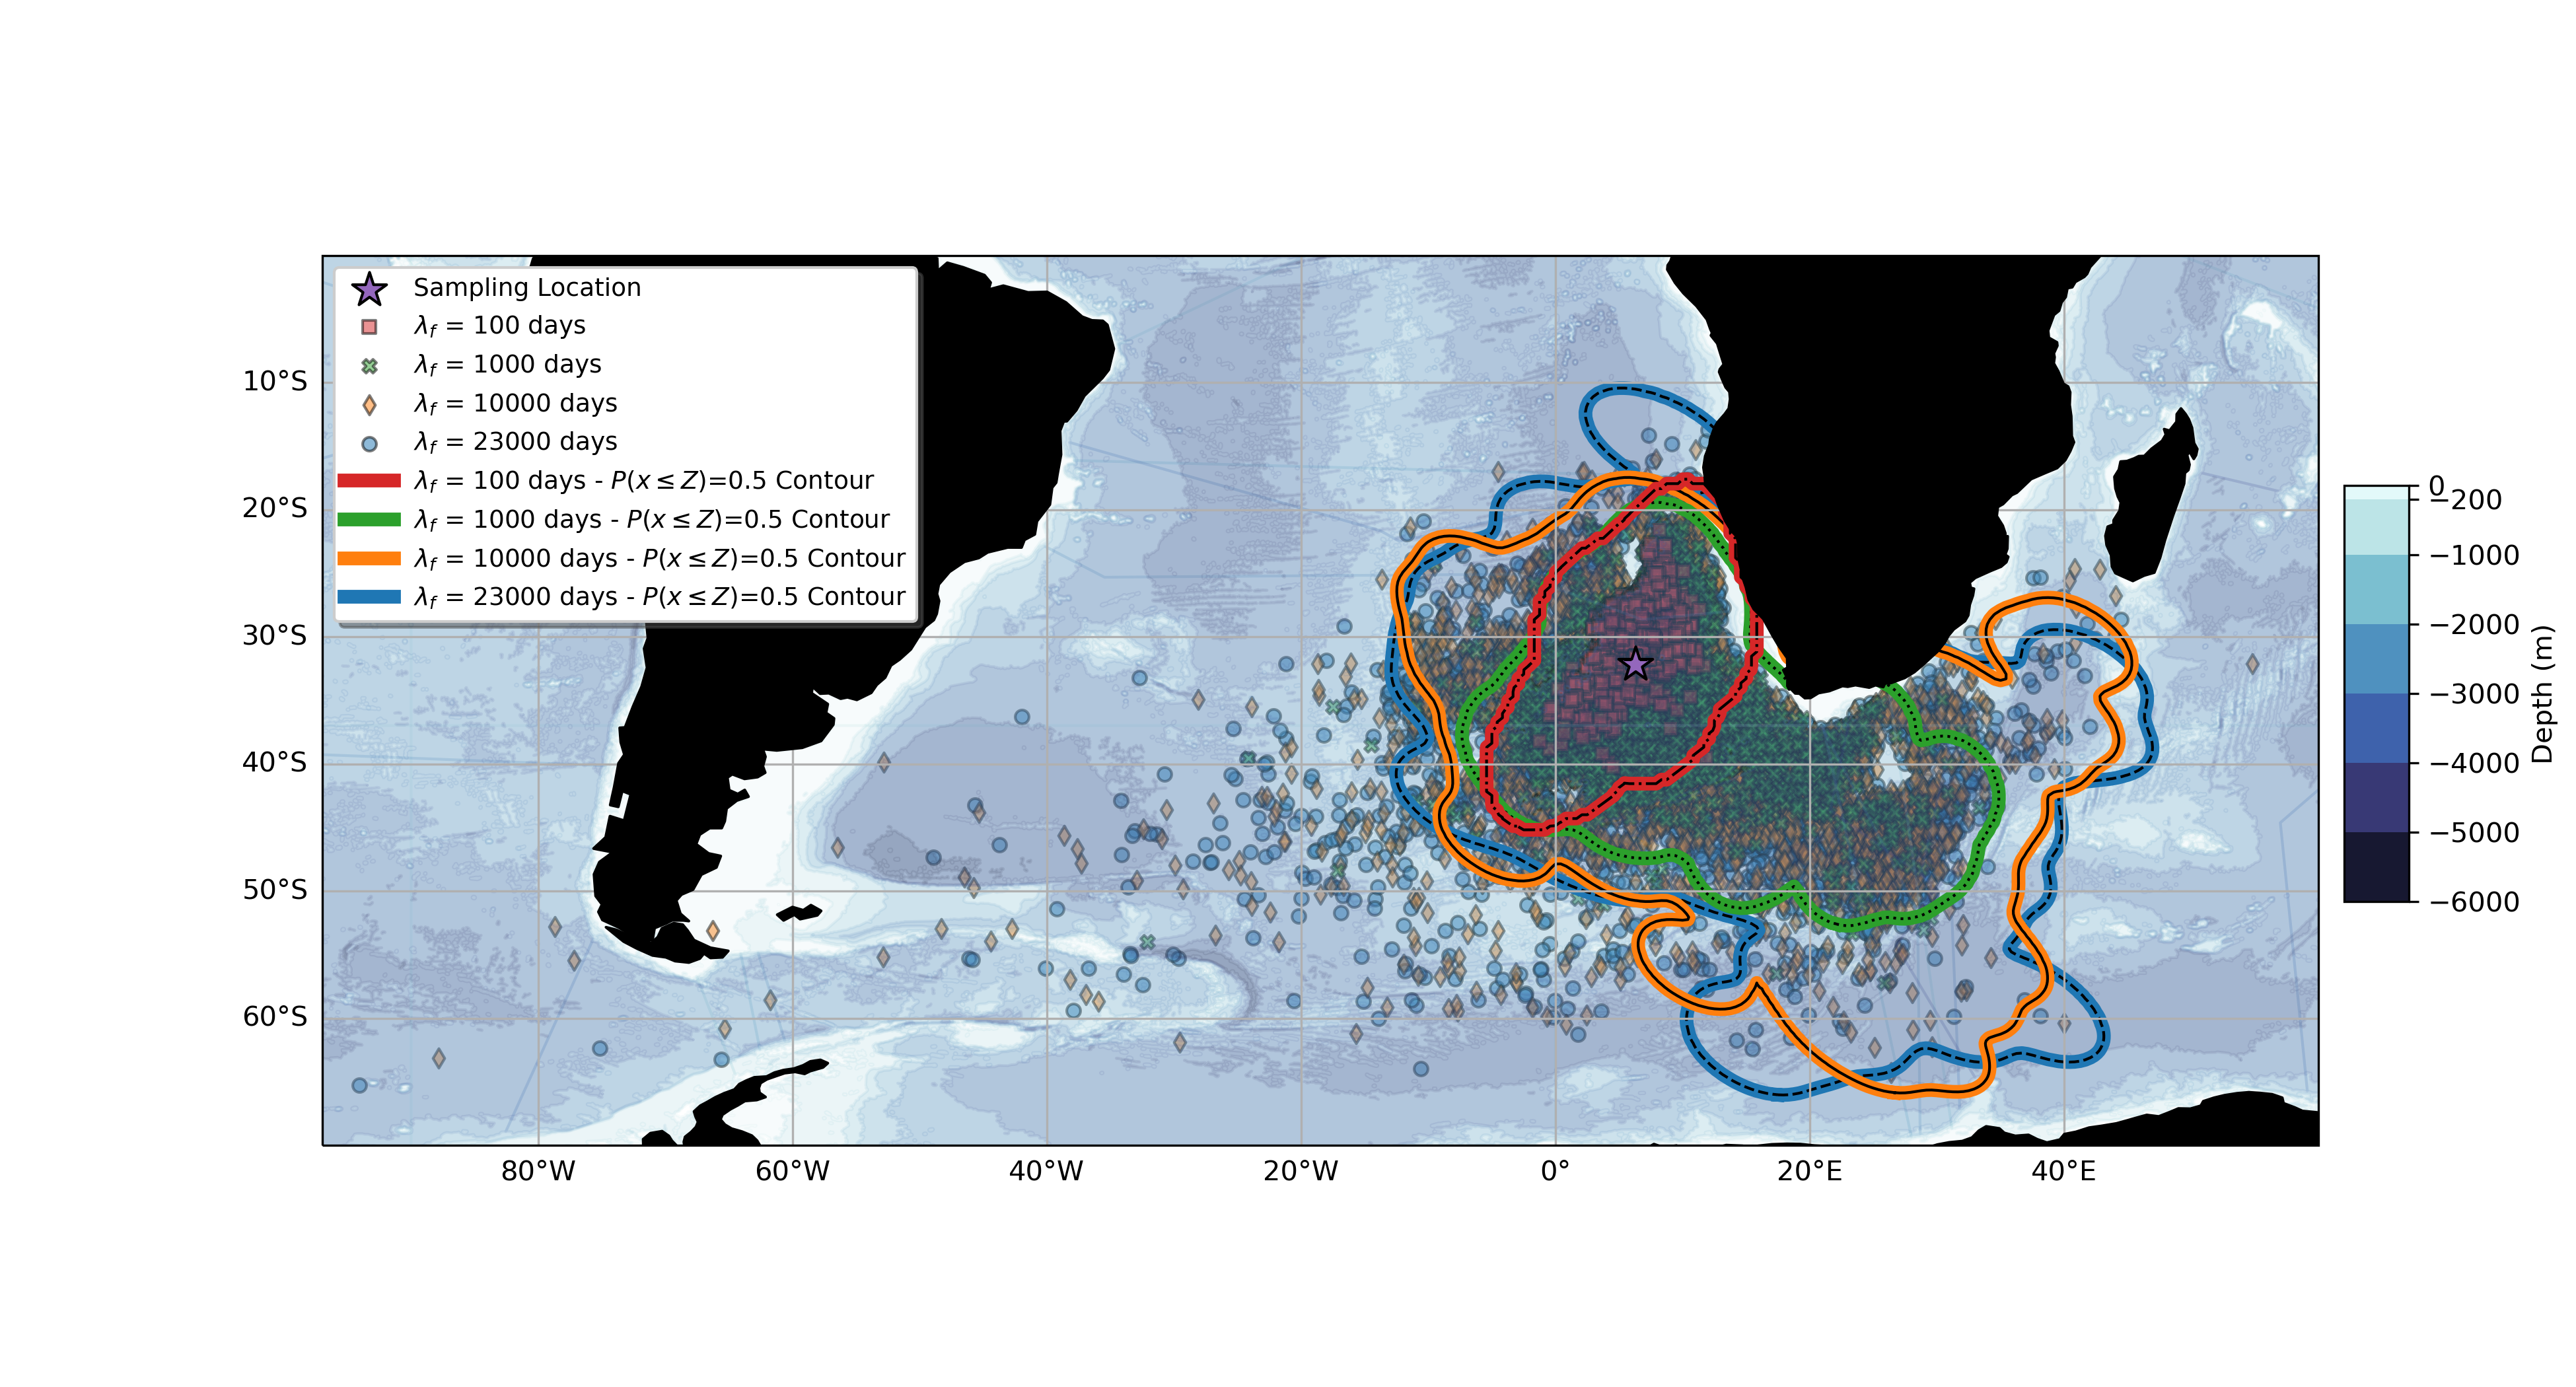 Sampling Location
λf = 100 days
λf = 1000 days
λf = 10000 days
λf = 23000 days
λf = 100 days - P(x ≤ Z)=0.5 Contour
λf = 1000 days - P(x ≤ Z)=0.5 Contour
λf = 10000 days - P(x ≤ Z)=0.5 Contour
λf = 23000 days - P(x ≤ Z)=0.5 Contour
10°S
20°S
30°S
40°S
50°S
60°S
80°W
60°W
40°W
20°W
0°
20°E
40°E
0
−200
−1000
−2000
−3000
−4000
−5000
−6000
Depth (m)